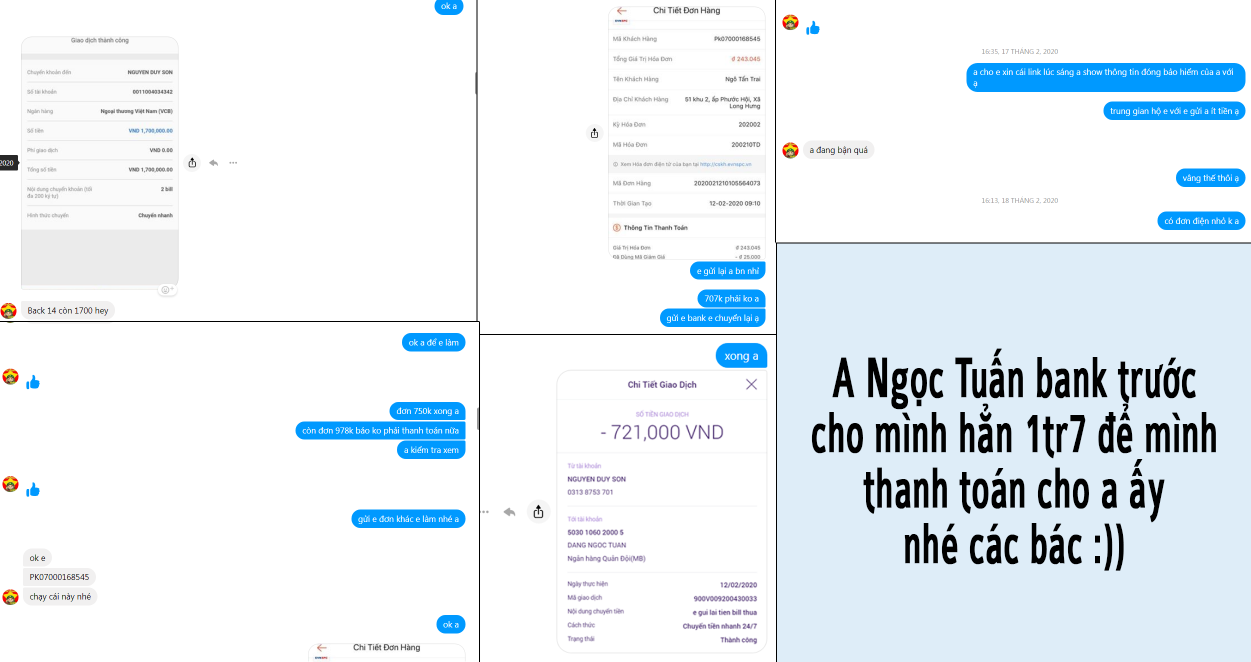 ok a
Giao dịch thành công
Chuyển khoản đến NGUYEN DUY SON
Số tài khoản 0011004034342
Ngân hàng Ngoại thương Việt Nam (VCB)
Số tiền VND 1,700,000.00
Phí giao dịch VND 0.00
Tổng số tiền VND 1,700,000.00
Nội dung chuyển khoản (tối 2 bill
đa 200 ký tự)
Hình thức chuyển Chuyển nhanh
2020
Back 14 còn 1700 hey
Chi Tiết Đơn Hàng
Mã Khách Hàng Pk07000168545
Tổng Giá Trị Hóa Đơn đ 243.045
Tên Khách Hàng Ngô Tấn Trai
Địa Chỉ Khách Hàng 51 khu 2, ấp Phước Hội, Xã
Long Hưng
Kỳ Hóa Đơn 202002
Mã Hóa Đơn 200210TD
Xem Hóa đơn điện tử của bạn tại http://cskh.evnspc.vn
Mã Đơn Hàng 2020021210105564073
Thời Gian Tạo 12-02-2020 09:10
Thông Tin Thanh Toán
Giá Trị Hóa Đơn đ 243.045
Đã Dùng Mã Giảm Giá - đ 25.000
e gửi lại a bn nhỉ
707k phải ko a
gửi e bank e chuyển lại ạ
16:35, 17 THÁNG 2, 2020
a cho e xin cái link lúc sáng a show thông tin đóng bảo hiểm của a với
ạ
trung gian hộ e với e gửi a ít tiền ạ
a đang bận quá
vâng thế thôi ạ
16:13, 18 THÁNG 2, 2020
có đơn điện nhỏ k a
ok a để e làm
đơn 750k xong a
còn đơn 978k báo ko phải thanh toán nữa
a kiểm tra xem
gửi e đơn khác e làm nhé a
ok e
PK07000168545
chạy cái này nhé
ok a
Chi Tiết Đơn Hàng
xong a
Chi Tiết Giao Dịch
SỐ TIỀN GIAO DỊCH
- 721,000 VND
Từ tài khoản
NGUYEN DUY SON
0313 8753 701
Tới tài khoản
5030 1060 2000 5
DANG NGOC TUAN
Ngân hàng Quân Đội(MB)
Ngày thực hiện 12/02/2020
Mã giao dịch 900V009200430033
Nội dung chuyển tiền e gui lai tien bill thua
Cách thức Chuyển tiền nhanh 24/7
Trạng thái Thành công
A Ngọc Tuấn bank trước
cho mình hẳn 1tr7 để mình
thanh toán cho a ấy
nhé các bác :))